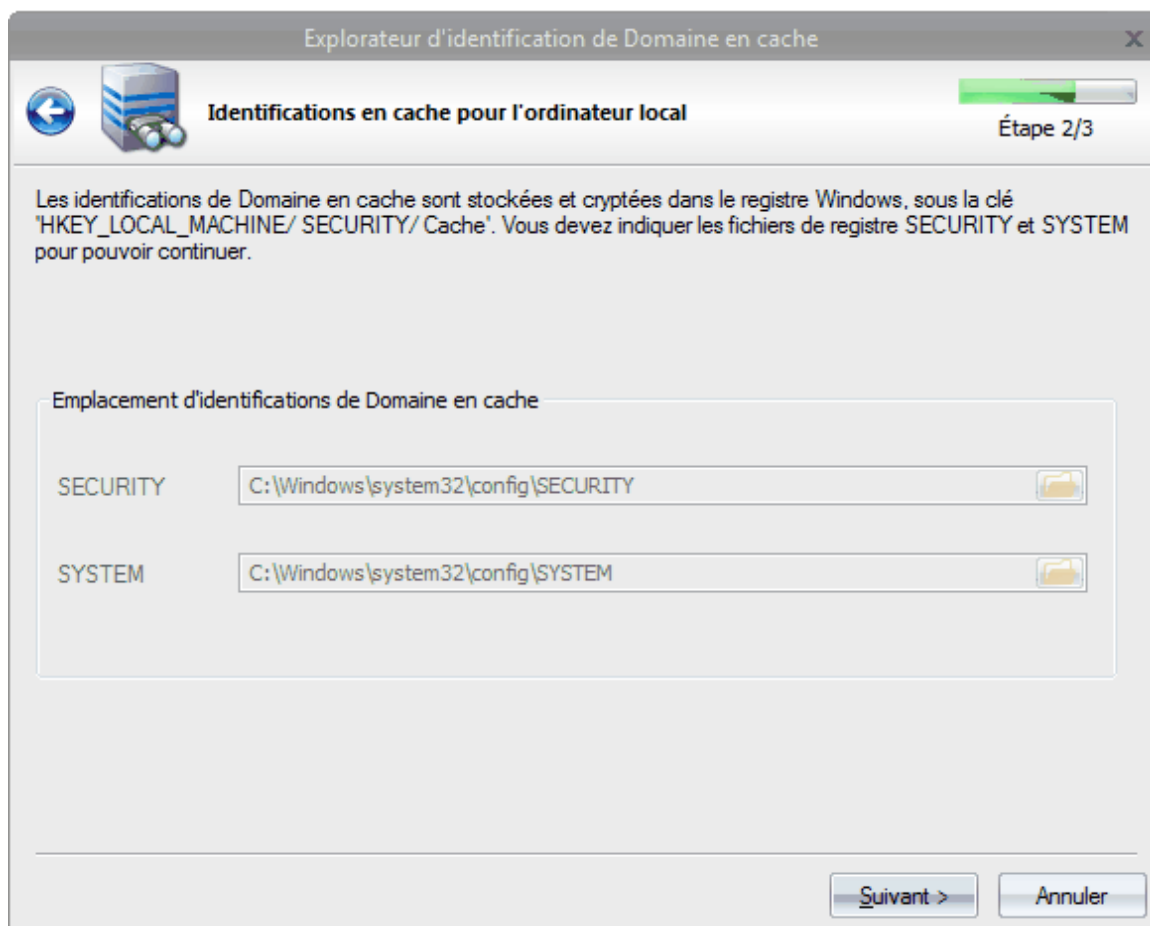 Explorateur d'identification de Domaine en cache
x
Identifications en cache pour l'ordinateur local
Étape 2/3
Les identifications de Domaine en cache sont stockées et cryptées dans le registre Windows, sous la clé
'HKEY_LOCAL_MACHINE/ SECURITY/ Cache'. Vous devez indiquer les fichiers de registre SECURITY et SYSTEM
pour pouvoir continuer.
Emplacement d'identifications de Domaine en cache
SECURITY C:\Windows\system32\config\SECURITY
SYSTEM C:\Windows\system32\config\SYSTEM
Suivant > Annuler